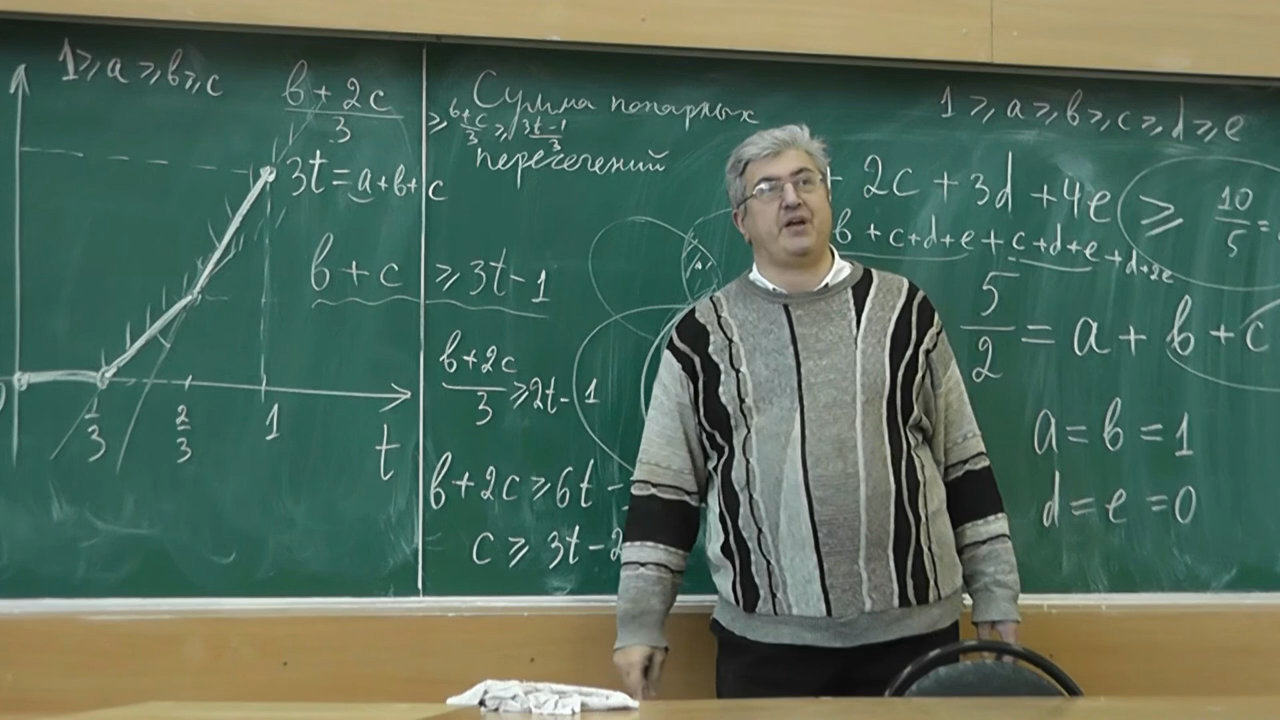 1 ≥ a ≥ b ≥ c
b + 2c
3
3t = a + b + c
b + c ≥ 3t - 1
1
3
2
3
1
t
Сумма попарных
≥ b+c/3 ≥ 3t-1/3
пересечений
b+2c
3
≥ 2t - 1
b + 2c ≥ 6t -
c ≥ 3t - 2
1 ≥ a ≥ b ≥ c ≥ d ≥ e
+ 2c + 3d + 4e ≥ 10/5 =
b + c + d + e + c + d + e + d + 2e
5
2
= a + b + c
a = b = 1
d = e = 0